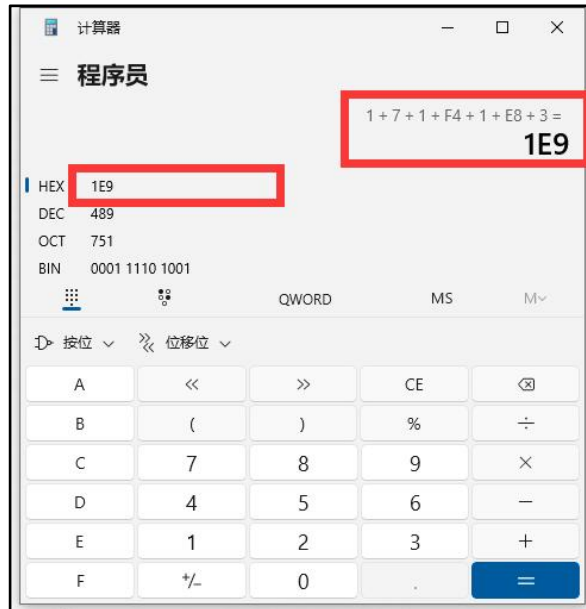 计算器
程序员
1 + 7 + 1 + F4 + 1 + E8 + 3 =
1E9
HEX 1E9
DEC 489
OCT 751
BIN 0001 1110 1001
QWORD MS M
按位 位移位
A << >> CE
B ( ) % ÷
C 7 8 9 ×
D 4 5 6 −
E 1 2 3 +
F +/− 0 . =